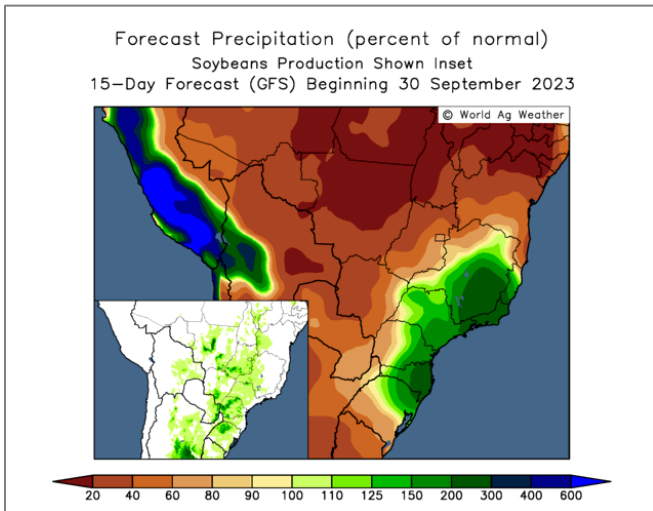 Forecast Precipitation (percent of normal)
Soybeans Production Shown Inset
15-Day Forecast (GFS) Beginning 30 September 2023
© World Ag Weather
20 40 60 80 90 100 110 125 150 200 300 400 600